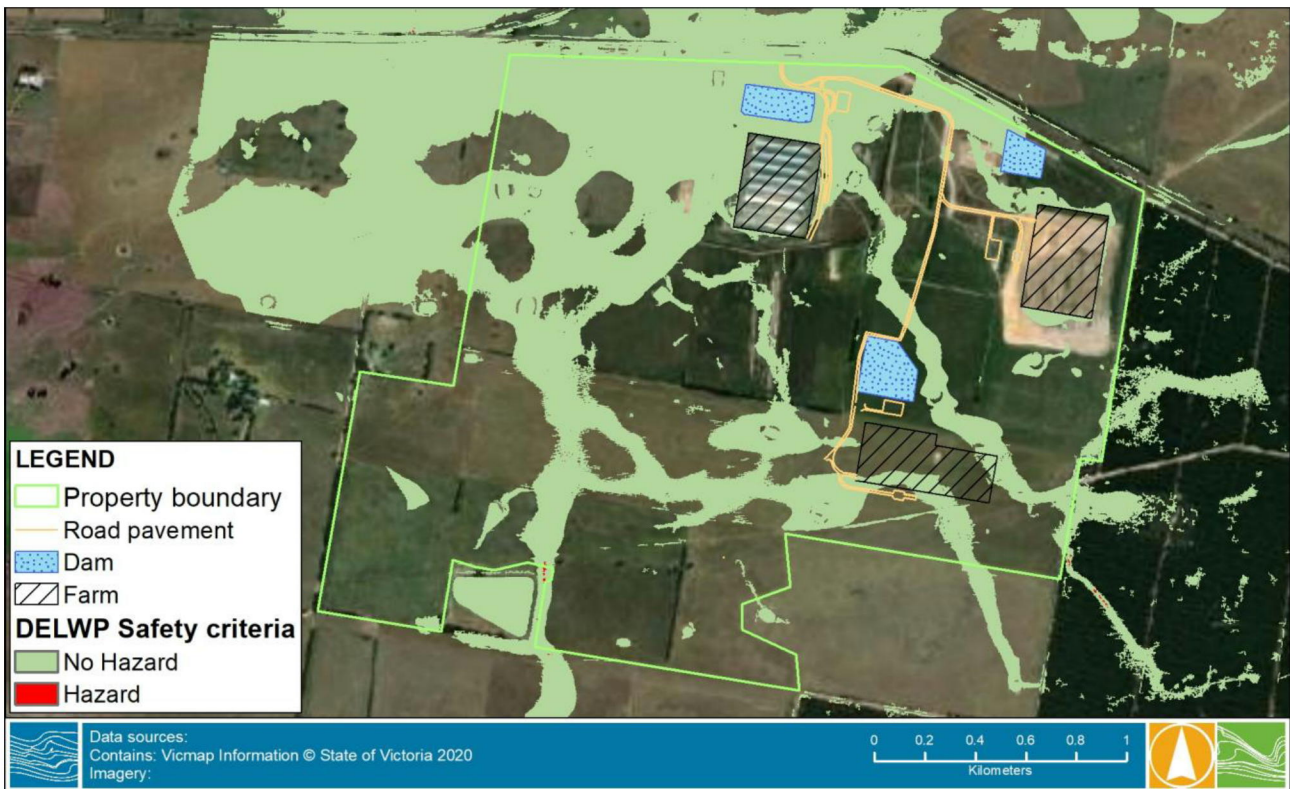 LEGEND
Property boundary
Road pavement
Dam
Farm
DELWP Safety criteria
No Hazard
Hazard
Data sources:
Contains: Vicmap Information © State of Victoria 2020
Imagery:
0 0.2 0.4 0.6 0.8 1
Kilometers